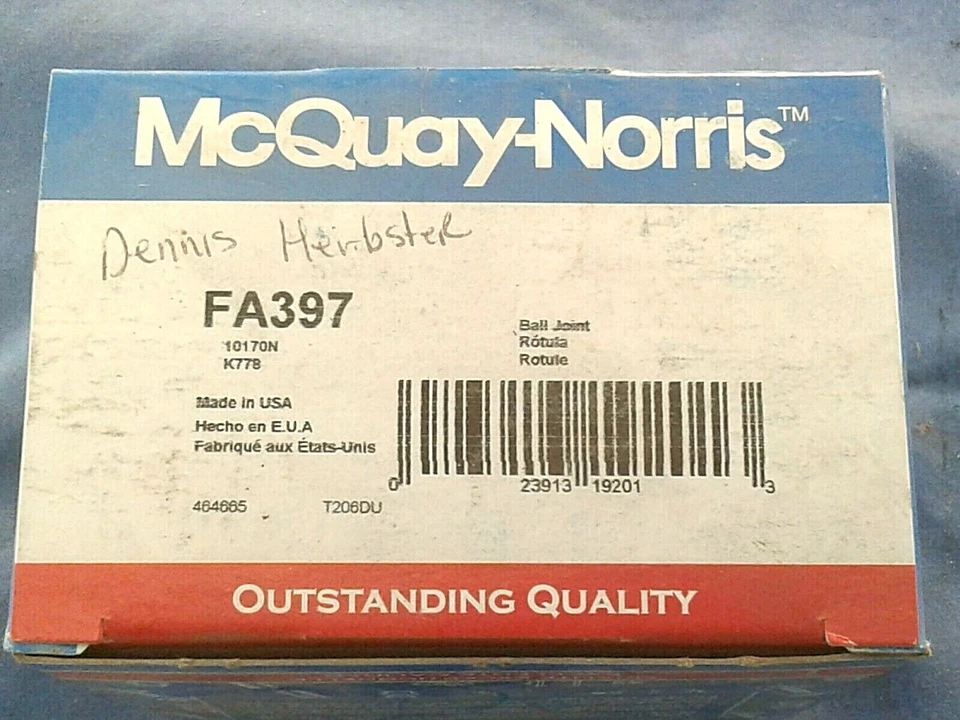 McQuay-Norris™
Dennis Herbster
FA397
10170N
K778
Ball Joint
Rótula
Rotule
Made in USA
Hecho en E.U.A
Fabriqué aux États-Unis
0 23913 19201 3
464665 T206DU
OUTSTANDING QUALITY